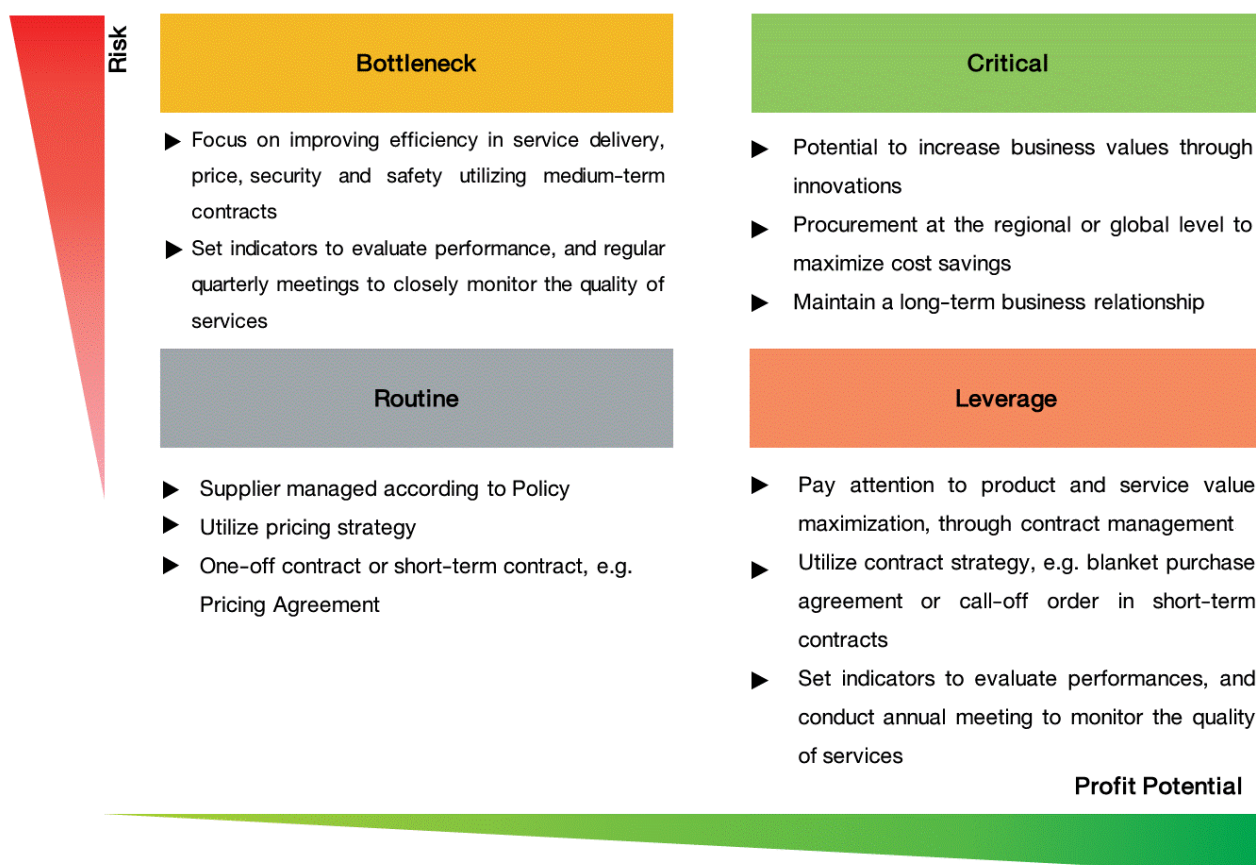 Risk
Bottleneck
► Focus on improving efficiency in service delivery,
price, security and safety utilizing medium-term
contracts
► Set indicators to evaluate performance, and regular
quarterly meetings to closely monitor the quality of
services
Critical
► Potential to increase business values through
innovations
► Procurement at the regional or global level to
maximize cost savings
► Maintain a long-term business relationship
Routine
► Supplier managed according to Policy
► Utilize pricing strategy
► One-off contract or short-term contract, e.g.
Pricing Agreement
Leverage
► Pay attention to product and service value
maximization, through contract management
► Utilize contract strategy, e.g. blanket purchase
agreement or call-off order in short-term
contracts
► Set indicators to evaluate performances, and
conduct annual meeting to monitor the quality
of services
Profit Potential